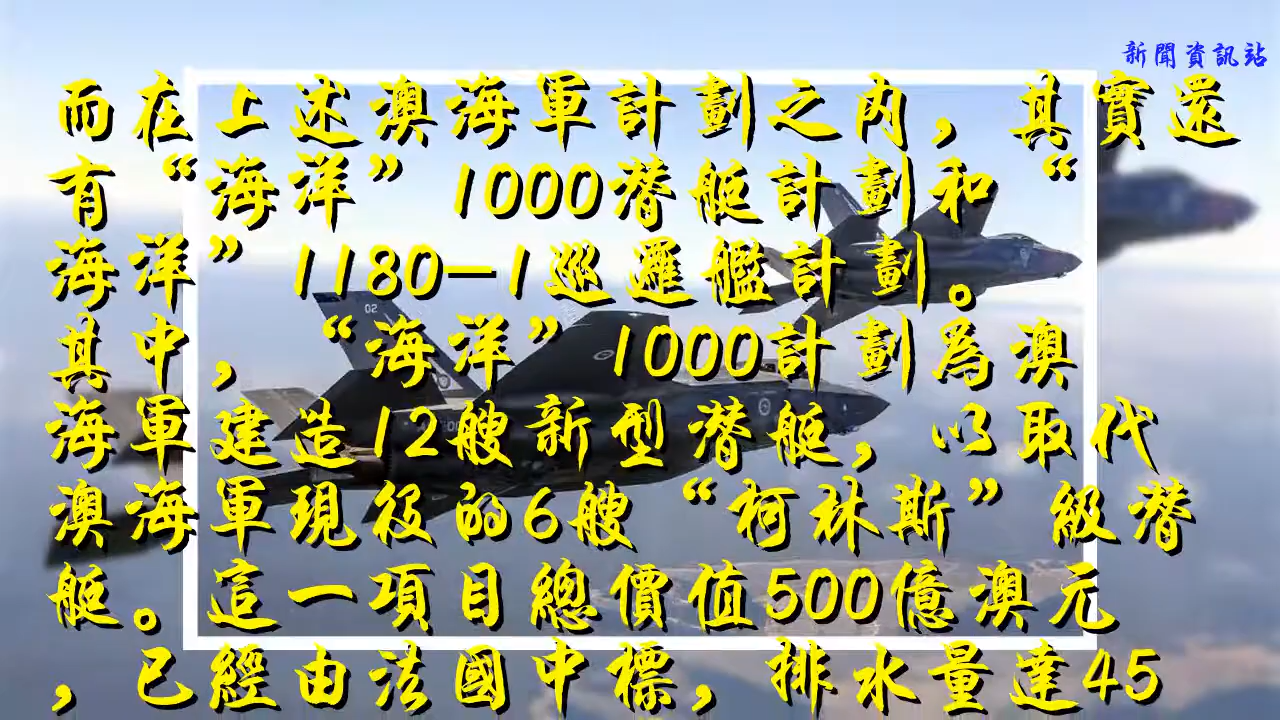 新聞資訊站
而在上述澳海軍計劃之內，其實還
有“海洋”1000潛艇計劃和“
海洋”1180-1巡邏艦計劃。
其中，“海洋”1000計劃為澳
海軍建造12艘新型潛艇，以取代
澳海軍現役的6艘“柯林斯”級潛
艇。這一項目總價值500億澳元
，已經由法國中標，排水量達45
02